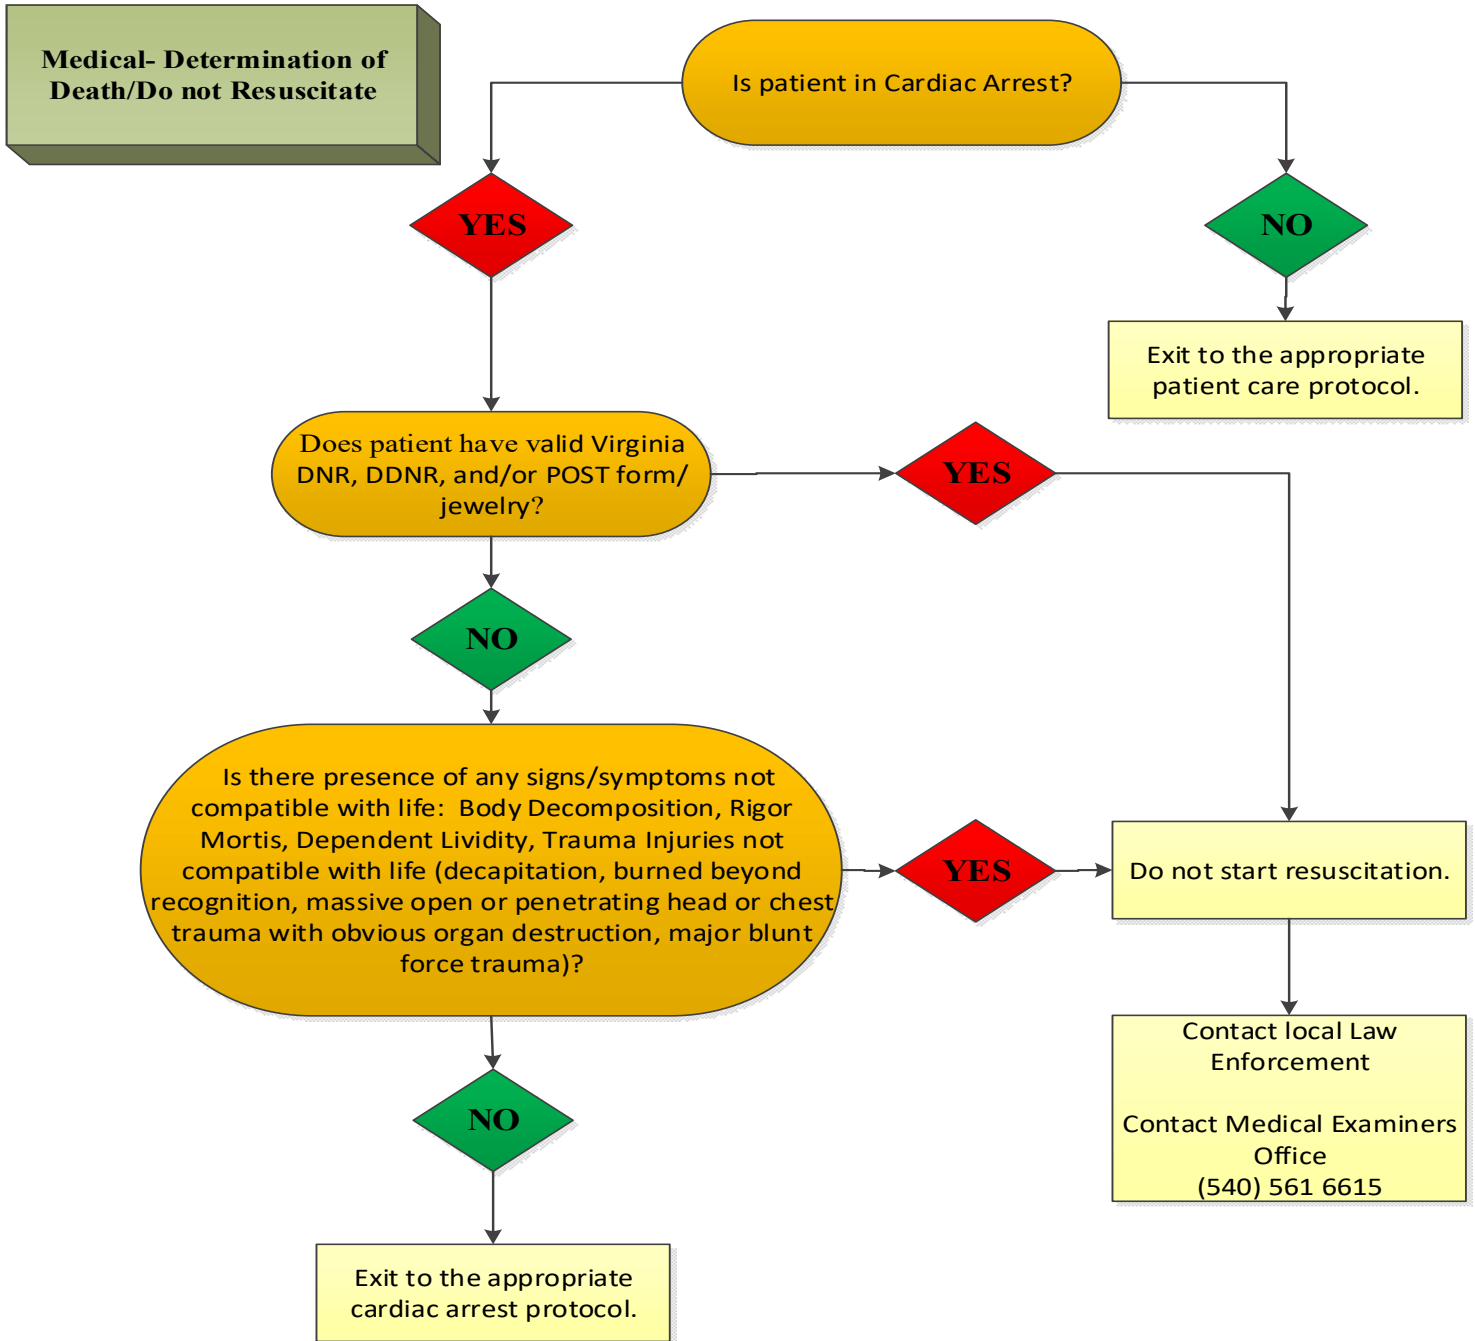 Medical- Determination of
Death/Do not Resuscitate
Is patient in Cardiac Arrest?
YES
NO
Exit to the appropriate
patient care protocol.
Does patient have valid Virginia
DNR, DDNR, and/or POST form/
jewelry?
YES
NO
Is there presence of any signs/symptoms not
compatible with life:  Body Decomposition, Rigor
Mortis, Dependent Lividity, Trauma Injuries not
compatible with life (decapitation, burned beyond
recognition, massive open or penetrating head or chest
trauma with obvious organ destruction, major blunt
force trauma)?
YES
Do not start resuscitation.
Contact local Law
Enforcement
Contact Medical Examiners
Office
(540) 561 6615
NO
Exit to the appropriate
cardiac arrest protocol.